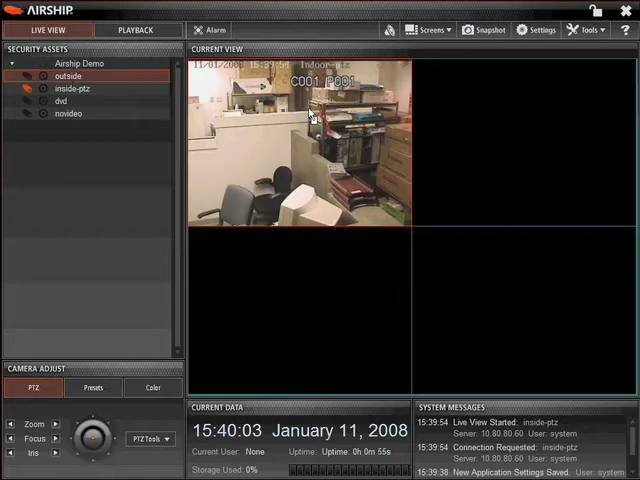 AIRSHIP.
LIVE VIEW
PLAYBACK
Alarm
Screens
Snapshot
Settings
Tools
?
SECURITY ASSETS
Airship Demo
outside
inside-ptz
dvd
novideo
CURRENT VIEW
Indoor-ptz
C001 P001
CAMERA ADJUST
PTZ
Presets
Color
Zoom
Focus
Iris
PTZ Tools
CURRENT DATA
15:40:03 January 11, 2008
Current User: None
Uptime: 0h 0m 55s
Storage Used: 0%
SYSTEM MESSAGES
15:39:54 Live View Started: inside-ptz
Server: 10.80.80.60 User: system
15:39:54 Connection Requested: inside-ptz
Server: 10.80.80.60 User: system
15:39:38 New Application Settings Saved.